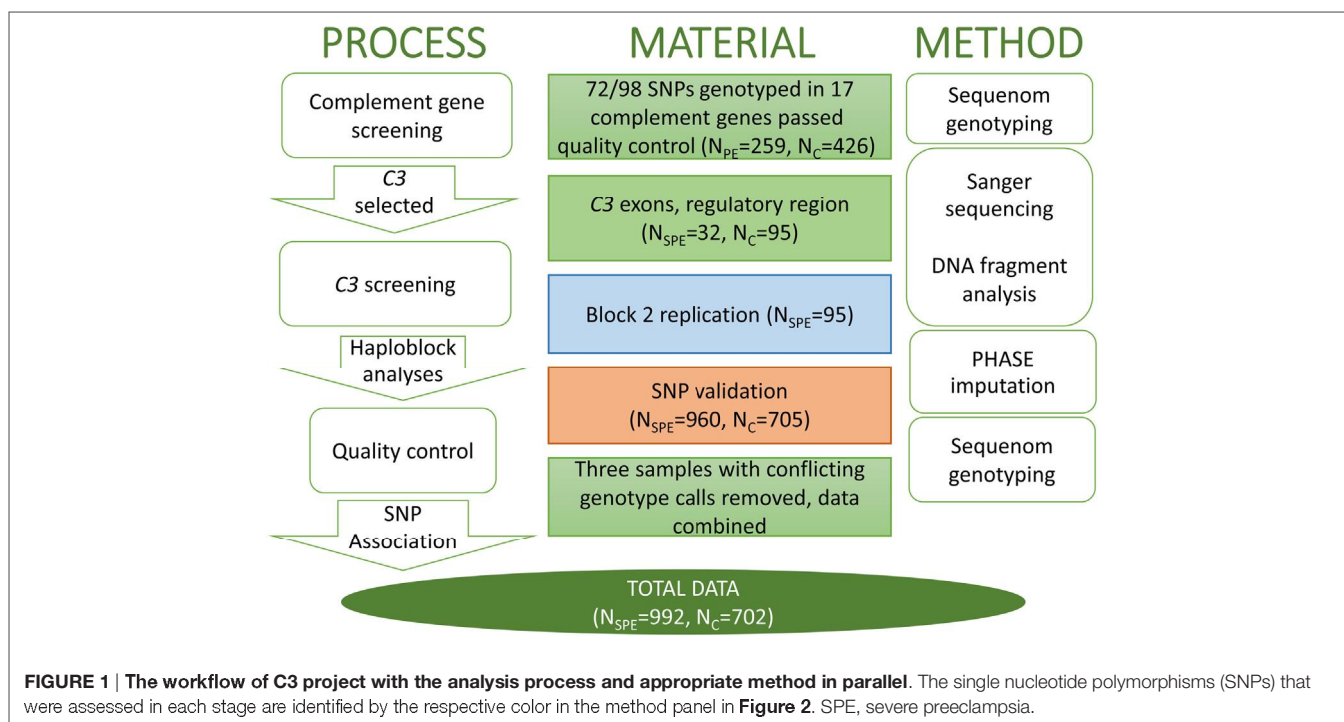 PROCESS
MATERIAL
METHOD
Complement gene
screening
C3
selected
C3 screening
Haploblock
analyses
Quality control
SNP
Association
72/98 SNPs genotyped in 17
complement genes passed
quality control (NPE=259, NC=426)
C3 exons, regulatory region
(NSPE=32, NC=95)
Block 2 replication (NSPE=95)
SNP validation
(NSPE=960, NC=705)
Three samples with conflicting
genotype calls removed, data
combined
Sequenom
genotyping
Sanger
sequencing
DNA fragment
analysis
PHASE
imputation
Sequenom
genotyping
TOTAL DATA
(NSPE=992, NC=702)
FIGURE 1 | The workflow of C3 project with the analysis process and appropriate method in parallel. The single nucleotide polymorphisms (SNPs) that
were assessed in each stage are identified by the respective color in the method panel in Figure 2. SPE, severe preeclampsia.